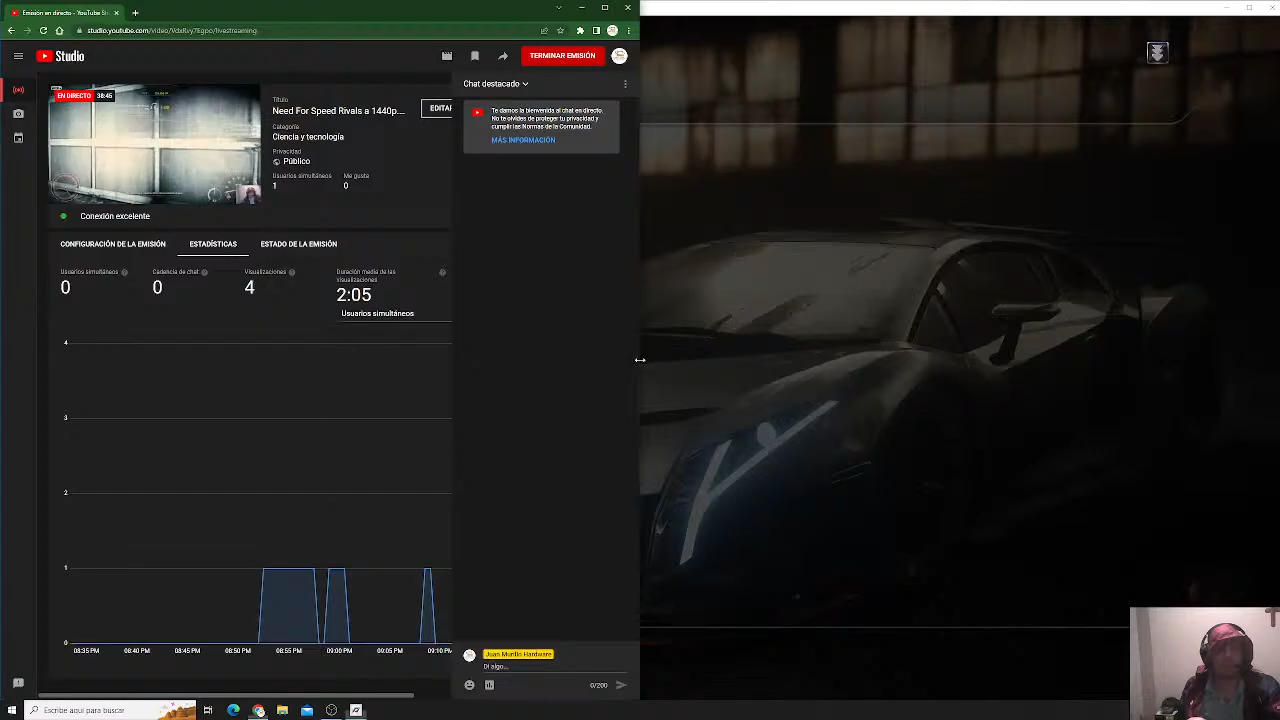 Emisión en directo - YouTube St
studio.youtube.com/video/VdxRvy7Egpo/livestreaming
Studio
TERMINAR EMISIÓN
EN DIRECTO 38:45
Título
Need For Speed Rivals a 1440p...
EDITAR
Categoría
Ciencia y tecnología
Privacidad
Público
Usuarios simultáneos
Me gusta
1
0
Conexión excelente
Chat destacado
Te damos la bienvenida al chat en directo.
No te olvides de proteger tu privacidad y
cumplir las Normas de la Comunidad.
MÁS INFORMACIÓN
CONFIGURACIÓN DE LA EMISIÓN
ESTADÍSTICAS
ESTADO DE LA EMISIÓN
Usuarios simultáneos
0
Cadencia de chat
0
Visualizaciones
4
Duración media de las
visualizaciones
2:05
Usuarios simultáneos
4
3
2
1
0
08:35 PM
08:40 PM
08:45 PM
08:50 PM
08:55 PM
09:00 PM
09:05 PM
09:10 PM
Juan Murillo Hardware
Di algo...
0/200
Escribe aquí para buscar